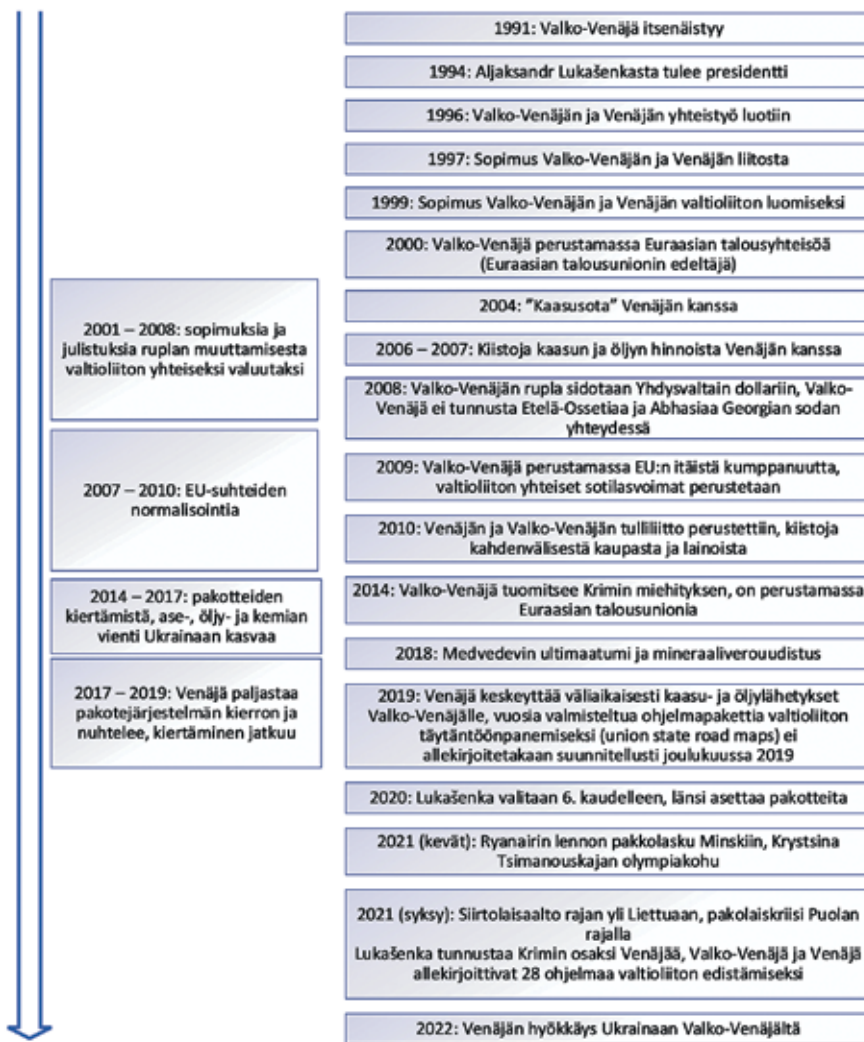 1991: Valko-Venäjä itsenäistyy
1994: Aljaksandr Lukašenkasta tulee presidentti
1996: Valko-Venäjän ja Venäjän yhteistyö luotiin
1997: Sopimus Valko-Venäjän ja Venäjän liitosta
1999: Sopimus Valko-Venäjän ja Venäjän valtioliiton luomiseksi
2000: Valko-Venäjä perustamassa Euraasian talousyhteisöä
(Euraasian talousunionin edeltäjä)
2001 – 2008: sopimuksia ja
julistuksia ruplan muuttamisesta
valtioliiton yhteiseksi valuutaksi
2004: ”Kaasusota” Venäjän kanssa
2006 – 2007: Kiistoja kaasun ja öljyn hinnoista Venäjän kanssa
2008: Valko-Venäjän rupla sidotaan Yhdysvaltain dollariin, Valko-
Venäjä ei tunnusta Etelä-Ossetiaa ja Abhasiaa Georgian sodan
yhteydessä
2007 – 2010: EU-suhteiden
normalisointia
2009: Valko-Venäjä perustamassa EU:n itäistä kumppanuutta,
valtioliiton yhteiset sotilasvoimat perustetaan
2010: Venäjän ja Valko-Venäjän tulliliitto perustettiin, kiistoja
kahdenvälisestä kaupasta ja lainoista
2014 – 2017: pakotteiden
kiertämistä, ase-, öljy- ja kemian
vienti Ukrainaan kasvaa
2014: Valko-Venäjä tuomitsee Krimin miehityksen, on perustamassa
Euraasian talousunionia
2018: Medvedevin ultimaatumi ja mineraaliverouudistus
2017 – 2019: Venäjä paljastaa
pakotejärjestelmän kierron ja
nuhtelee, kiertäminen jatkuu
2019: Venäjä keskeyttää väliaikaisesti kaasu- ja öljylähetykset
Valko-Venäjälle, vuosia valmisteltua ohjelmapakettia valtioliiton
täytäntöönpanemiseksi (union state road maps) ei
allekirjoitetakaan suunnitellusti joulukuussa 2019
2020: Lukašenka valitaan 6. kaudelleen, länsi asettaa pakotteita
2021 (kevät): Ryanairin lennon pakkolasku Minskiin, Krystsina
Tsimanouskajan olympiakohu
2021 (syksy): Siirtolaisaalto rajan yli Liettuaan, pakolaiskriisi Puolan
rajalla
Lukašenka tunnustaa Krimin osaksi Venäjää, Valko-Venäjä ja Venäjä
allekirjoittivat 28 ohjelmaa valtioliiton edistämiseksi
2022: Venäjän hyökkäys Ukrainaan Valko-Venäjältä